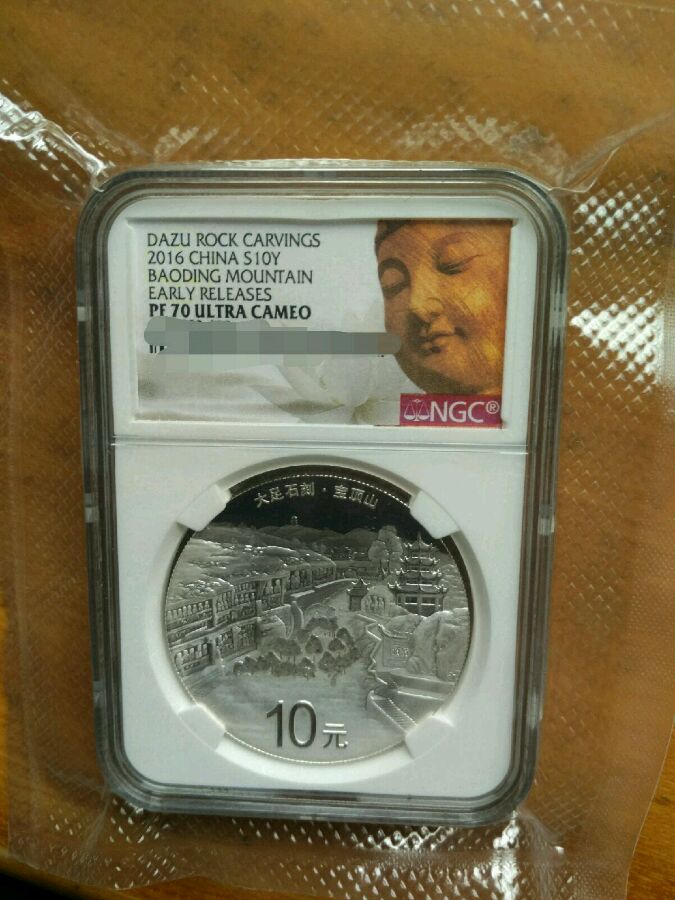 DAZU ROCK CARVINGS
2016 CHINA S10Y
BAODING MOUNTAIN
EARLY RELEASES
PF 70 ULTRA CAMEO
NGC®
大足石刻·宝顶山
10元